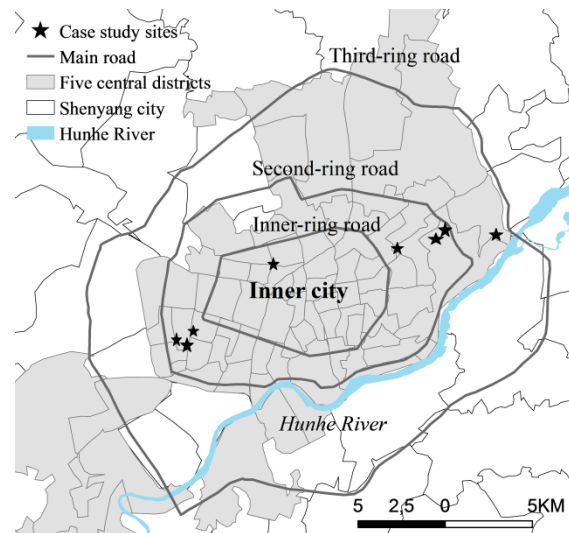 Case study sites
Main road
Five central districts
Shenyang city
Hunhe River
Third-ring road
Second-ring road
Inner-ring road
Inner city
Hunhe River
5 2.5 0 5KM